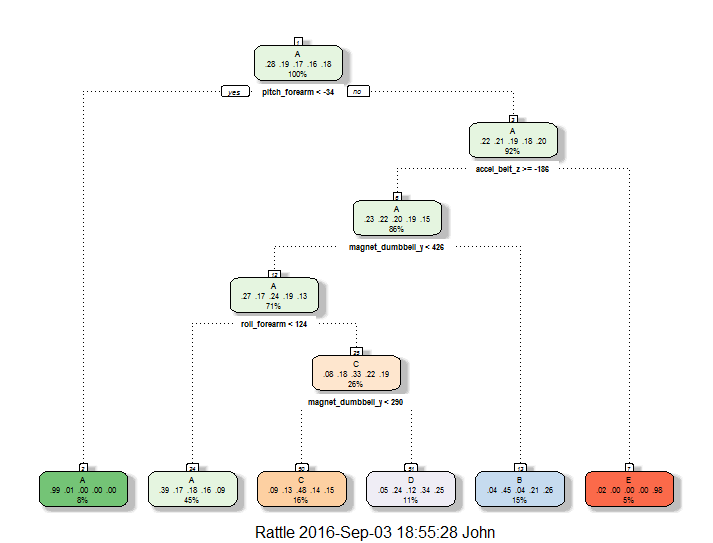 1
A
.28 .19 .17 .16 .18
100%
yes
pitch_forearm < -34
no
3
A
.22 .21 .19 .18 .20
92%
accel_belt_z >= -186
6
A
.23 .22 .20 .19 .15
86%
magnet_dumbbell_y < 426
12
A
.27 .17 .24 .19 .13
71%
roll_forearm < 124
25
C
.08 .18 .33 .22 .19
26%
magnet_dumbbell_y < 290
2
A
.99 .01 .00 .00 .00
8%
24
A
.39 .17 .18 .16 .09
45%
50
C
.09 .13 .48 .14 .15
16%
51
D
.05 .24 .12 .34 .25
11%
13
B
.04 .45 .04 .21 .26
15%
7
E
.02 .00 .00 .00 .98
5%
Rattle 2016-Sep-03 18:55:28 John